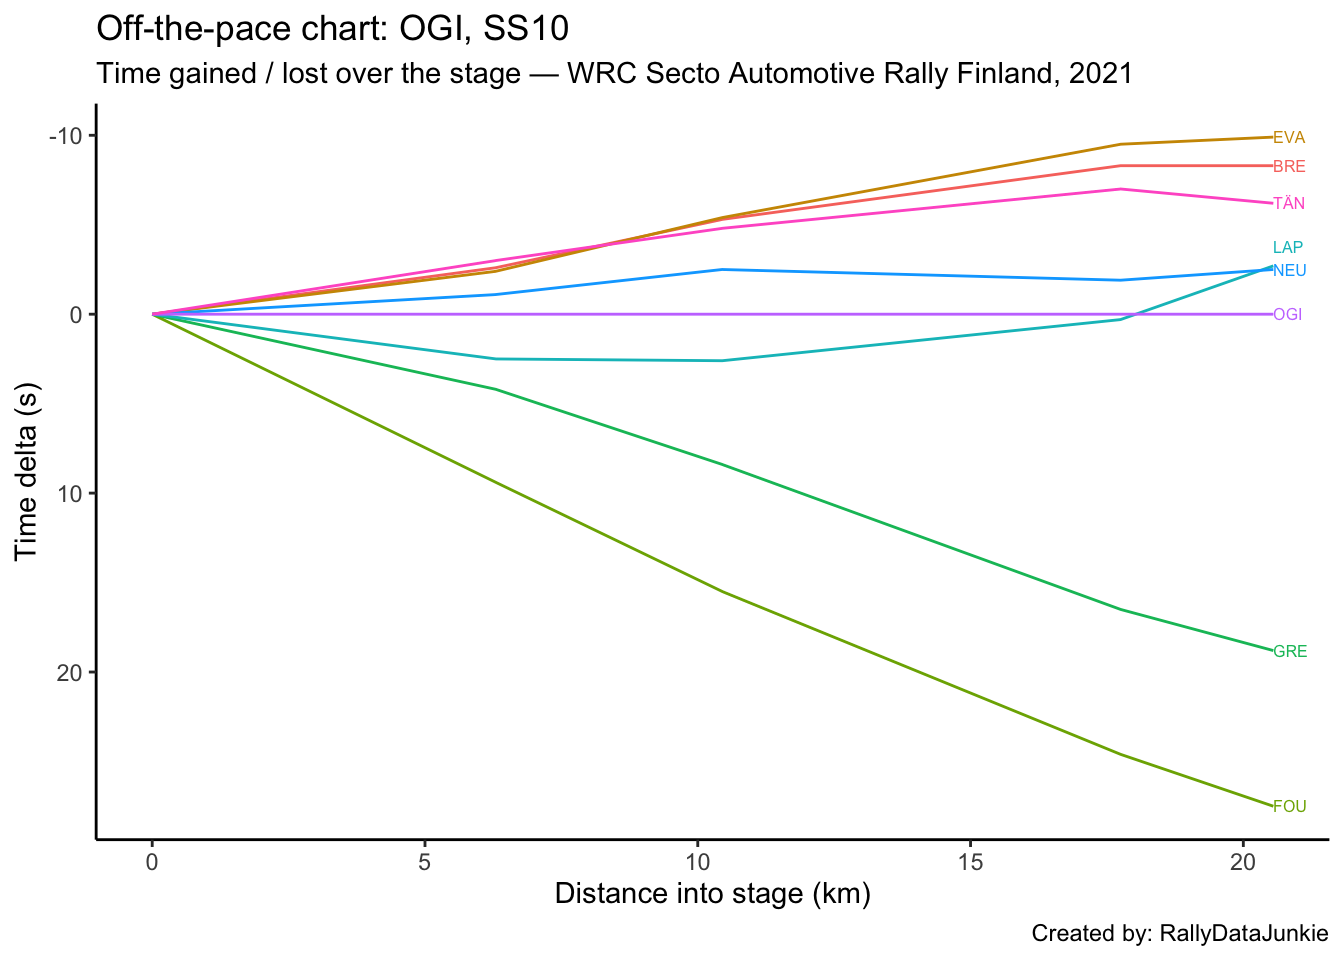 Off-the-pace chart: OGI, SS10
Time gained / lost over the stage — WRC Secto Automotive Rally Finland, 2021
-10
0
10
20
Time delta (s)
EVA
BRE
TÄN
LAP
NEU
OGI
GRE
FOU
0 5 10 15 20
Distance into stage (km)
Created by: RallyDataJunkie